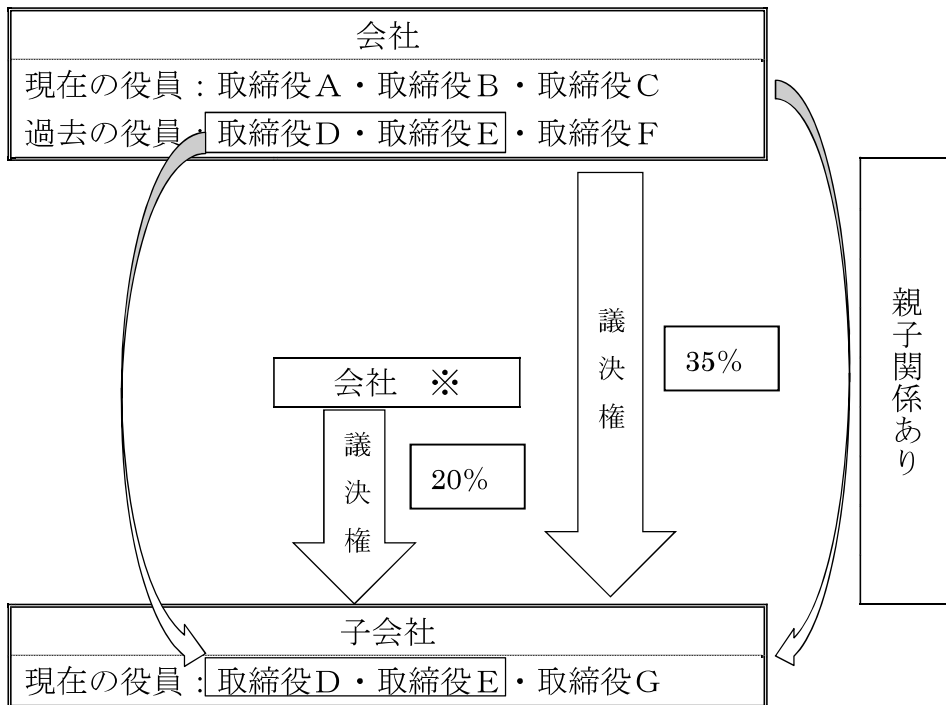 会社
現在の役員：取締役Ａ・取締役Ｂ・取締役Ｃ
過去の役員：取締役Ｄ・取締役Ｅ・取締役Ｆ
親子関係あり
議決権
35%
会社　※
議決権
20%
子会社
現在の役員：取締役Ｄ・取締役Ｅ・取締役Ｇ